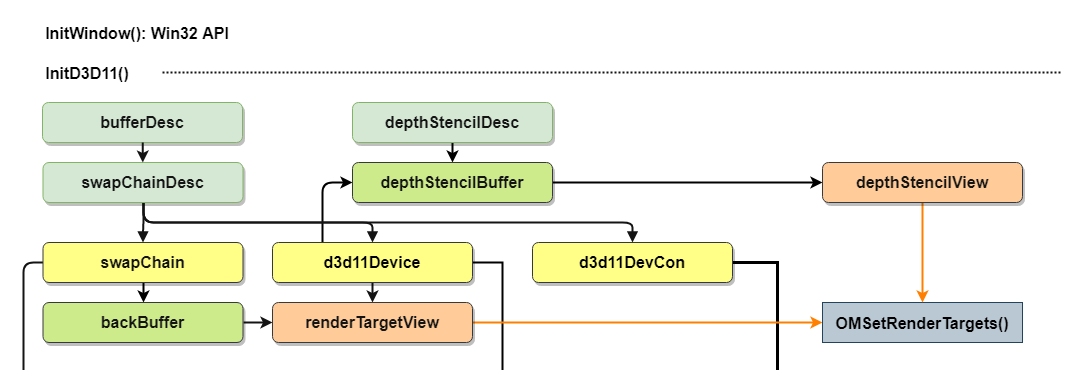 InitWindow(): Win32 API
InitD3D11()
bufferDesc
depthStencilDesc
swapChainDesc
depthStencilBuffer
depthStencilView
swapChain
d3d11Device
d3d11DevCon
backBuffer
renderTargetView
OMSetRenderTargets()